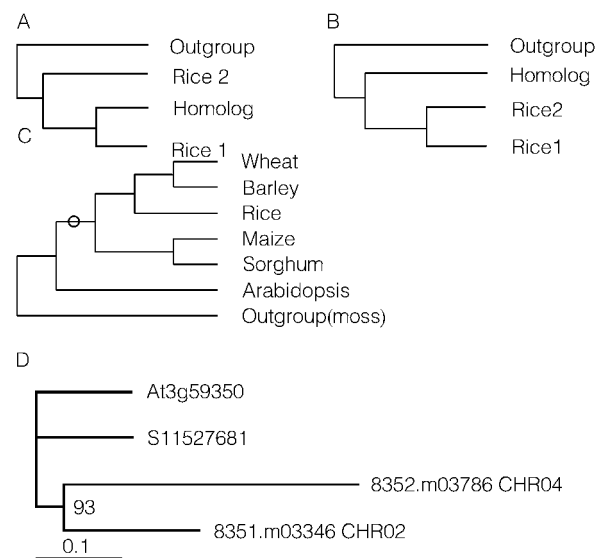 A
Outgroup
Rice 2
Homolog
Rice 1
B
Outgroup
Homolog
Rice2
Rice1
C
Wheat
Barley
Rice
Maize
Sorghum
Arabidopsis
Outgroup(moss)
D
At3g59350
S11527681
8352.m03786 CHR04
93
8351.m03346 CHR02
0.1